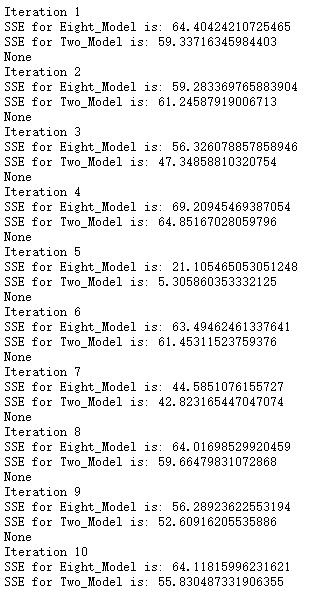 Iteration 1
SSE for Eight_Model is: 64.40424210725465
SSE for Two_Model is: 59.33716345984403
None
Iteration 2
SSE for Eight_Model is: 59.283369765883904
SSE for Two_Model is: 61.24587919006713
None
Iteration 3
SSE for Eight_Model is: 56.326078857858946
SSE for Two_Model is: 47.34858810320754
None
Iteration 4
SSE for Eight_Model is: 69.20945469387054
SSE for Two_Model is: 64.85167028059796
None
Iteration 5
SSE for Eight_Model is: 21.105465053051248
SSE for Two_Model is: 5.305860353332125
None
Iteration 6
SSE for Eight_Model is: 63.49462461337641
SSE for Two_Model is: 61.45311523759376
None
Iteration 7
SSE for Eight_Model is: 44.5851076155727
SSE for Two_Model is: 42.823165447047074
None
Iteration 8
SSE for Eight_Model is: 64.01698529920459
SSE for Two_Model is: 59.66479831072868
None
Iteration 9
SSE for Eight_Model is: 56.28923622553194
SSE for Two_Model is: 52.60916205535886
None
Iteration 10
SSE for Eight_Model is: 64.11815996231621
SSE for Two_Model is: 55.830487331906355